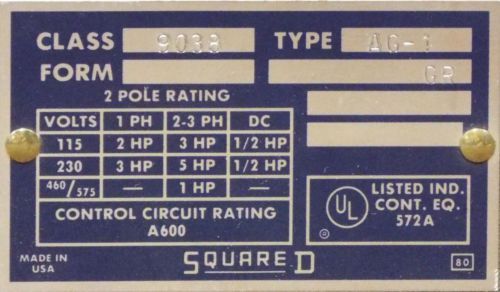 CLASS 9038 TYPE AG-1
FORM GR
2 POLE RATING
VOLTS 1 PH 2-3 PH DC
115 2 HP 3 HP 1/2 HP
230 3 HP 5 HP 1/2 HP
460/575 — 1 HP —
CONTROL CIRCUIT RATING
A600
UL LISTED IND.
CONT. EQ.
572A
MADE IN
USA
SQUARE D
80